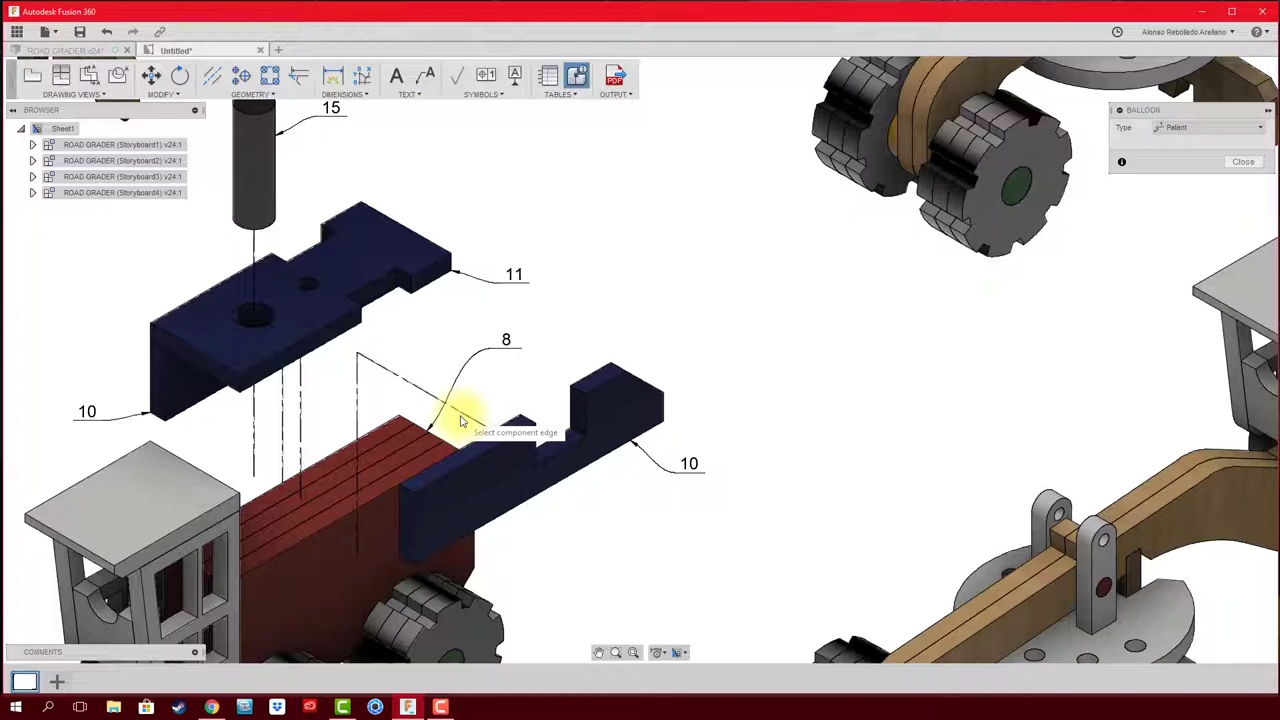 Autodesk Fusion 360
Alonso Rebolledo Arellano
ROAD GRADER v24*
Untitled*
DRAWING VIEWS
MODIFY
GEOMETRY
DIMENSIONS
TEXT
SYMBOLS
TABLES
OUTPUT
PDF
BROWSER
Sheet1
ROAD GRADER (Storyboard1) v24:1
ROAD GRADER (Storyboard2) v24:1
ROAD GRADER (Storyboard3) v24:1
ROAD GRADER (Storyboard4) v24:1
BALLOON
Type
Patent
Close
15
11
8
10
10
Select component edge
COMMENTS